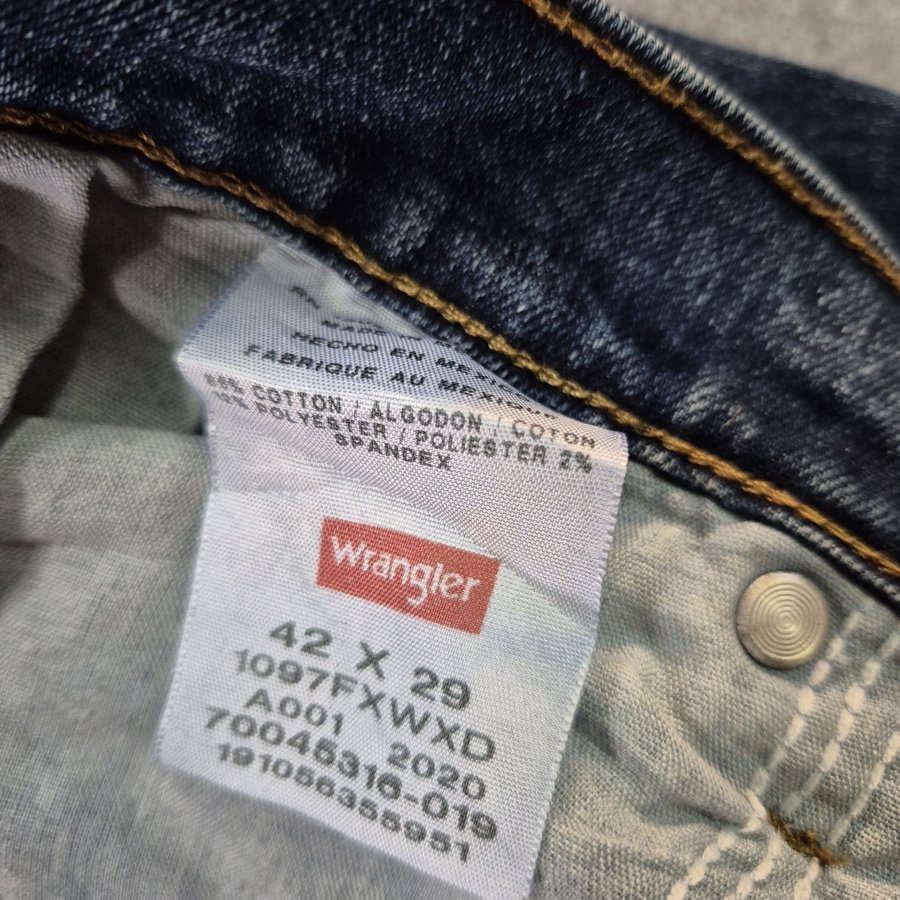 HECHO EN MEXICO
FABRIQUE AU MEXIQUE
COTTON / ALGODON / COTON
POLYESTER / POLIESTER 2%
SPANDEX
Wrangler
42 X 29
1097FXWXD
A001 2020
70045316-019
191056355951